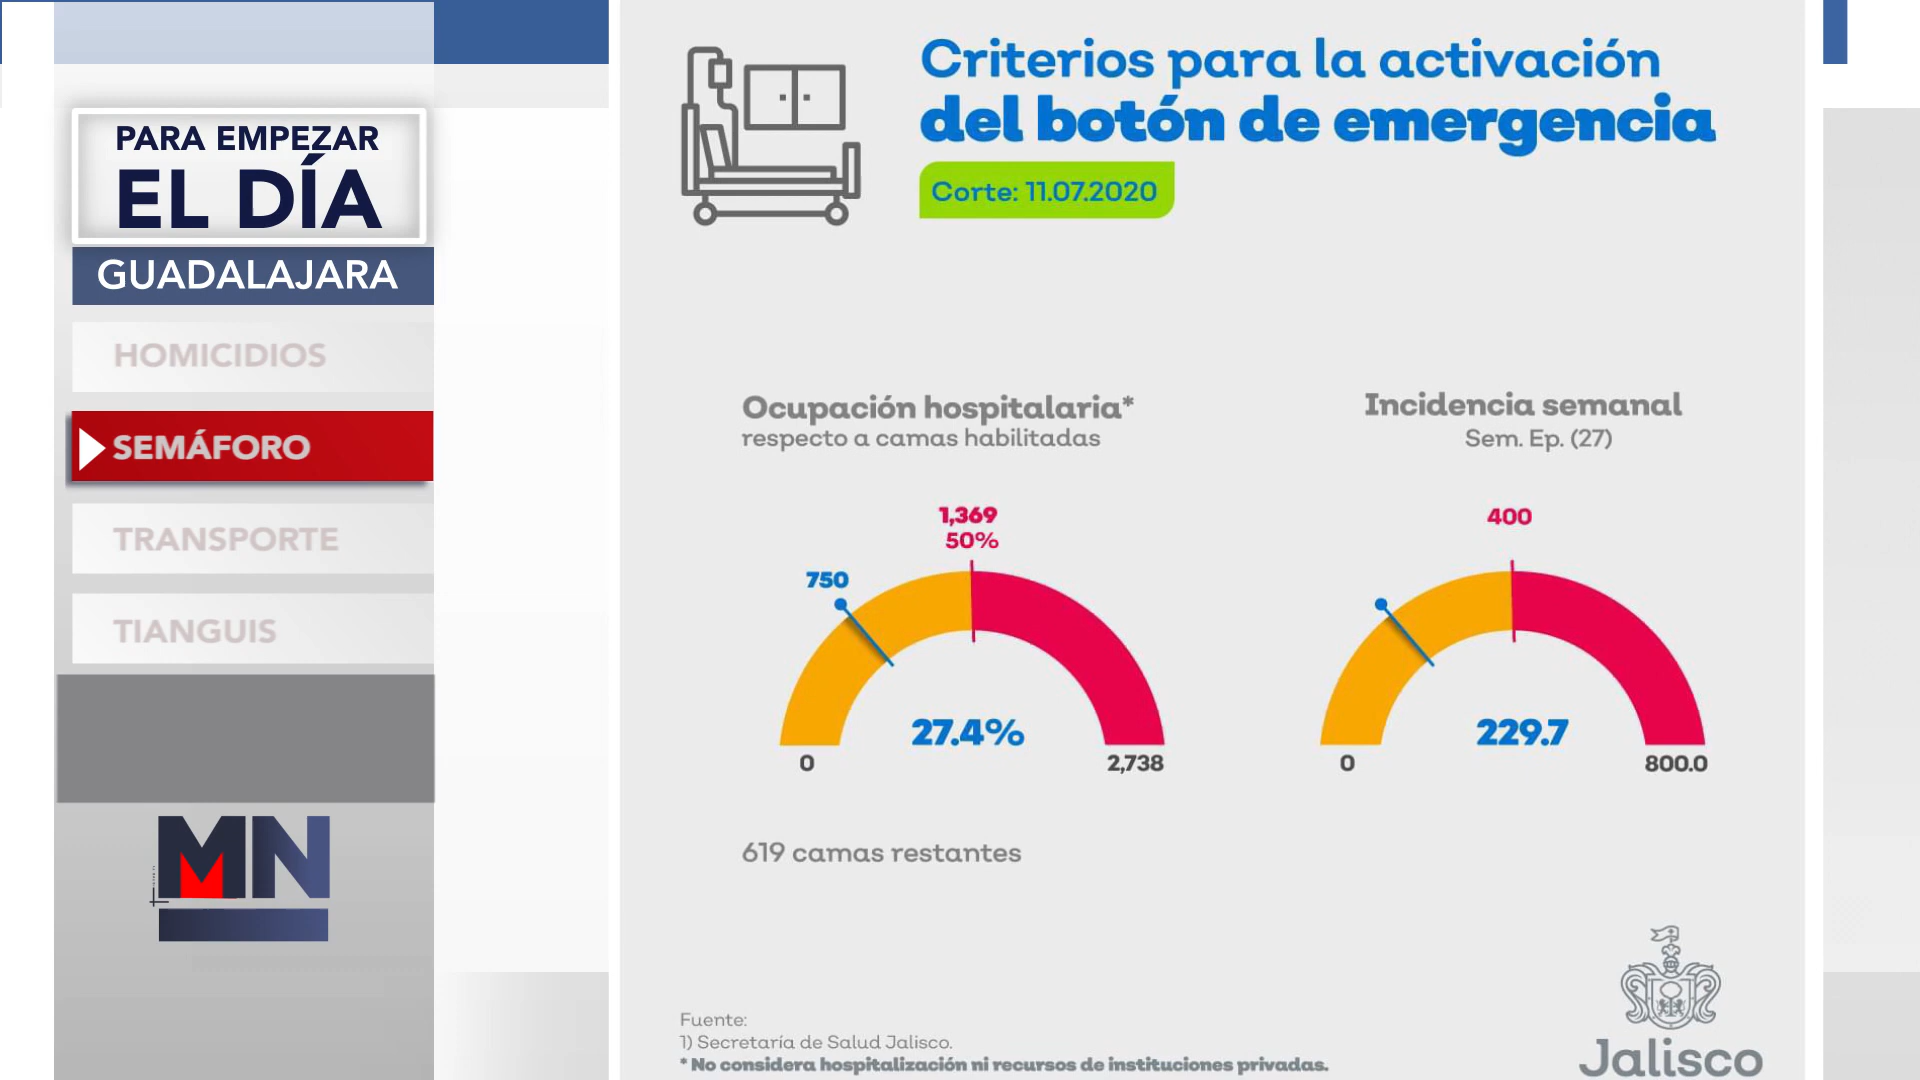 PARA EMPEZAR
EL DÍA
GUADALAJARA
HOMICIDIOS
SEMÁFORO
TRANSPORTE
TIANGUIS
MN
Criterios para la activación
del botón de emergencia
Corte: 11.07.2020
Ocupación hospitalaria*
respecto a camas habilitadas
1,369
50%
750
27.4%
0
2,738
619 camas restantes
Incidencia semanal
Sem. Ep. (27)
400
229.7
0
800.0
Fuente:
1) Secretaría de Salud Jalisco.
* No considera hospitalización ni recursos de instituciones privadas.
Jalisco